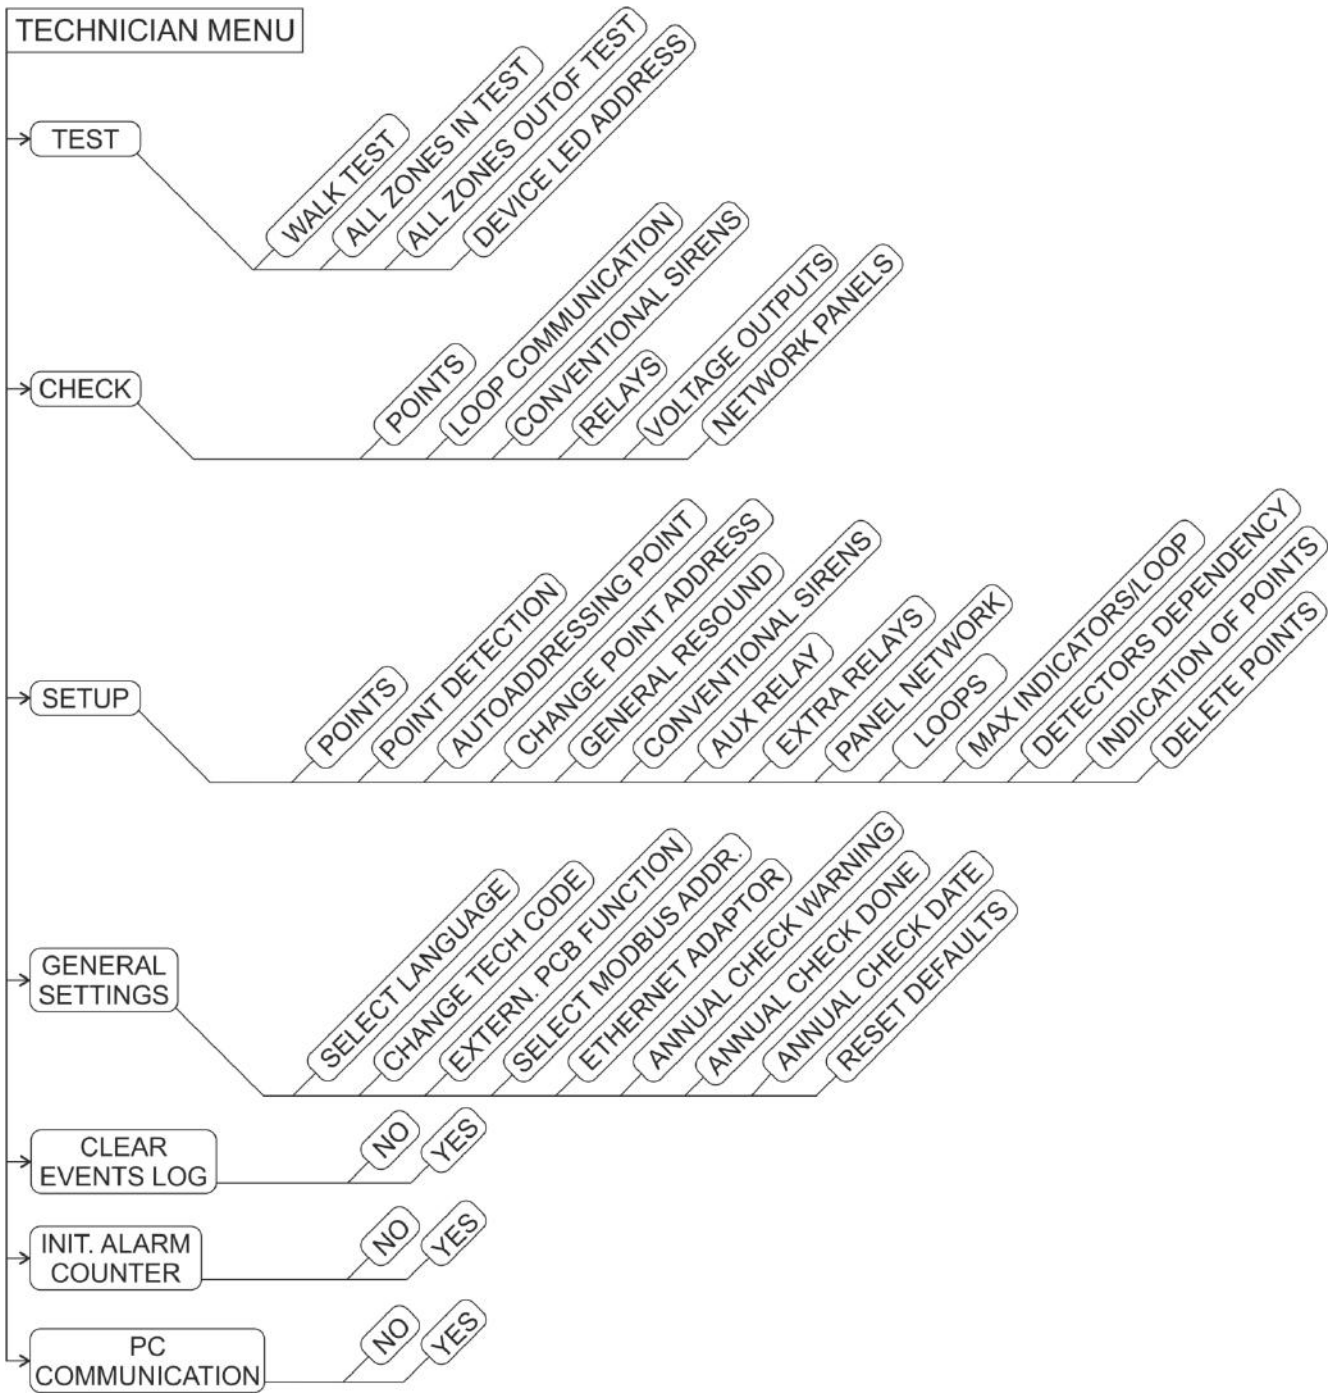 TECHNICIAN MENU
TEST
WALK TEST
ALL ZONES IN TEST
ALL ZONES OUTOF TEST
DEVICE LED ADDRESS
CHECK
POINTS
LOOP COMMUNICATION
CONVENTIONAL SIRENS
RELAYS
VOLTAGE OUTPUTS
NETWORK PANELS
SETUP
POINTS
POINT DETECTION
AUTOADDRESSING POINT
CHANGE POINT ADDRESS
GENERAL RESOUND
CONVENTIONAL SIRENS
AUX RELAY
EXTRA RELAYS
PANEL NETWORK
LOOPS
MAX INDICATORS/LOOP
DETECTORS DEPENDENCY
INDICATION OF POINTS
DELETE POINTS
GENERAL
SETTINGS
SELECT LANGUAGE
CHANGE TECH CODE
EXTERN. PCB FUNCTION
SELECT MODBUS ADDR.
ETHERNET ADAPTOR
ANNUAL CHECK WARNING
ANNUAL CHECK DONE
ANNUAL CHECK DATE
RESET DEFAULTS
CLEAR
EVENTS LOG
NO
YES
INIT. ALARM
COUNTER
NO
YES
PC
COMMUNICATION
NO
YES